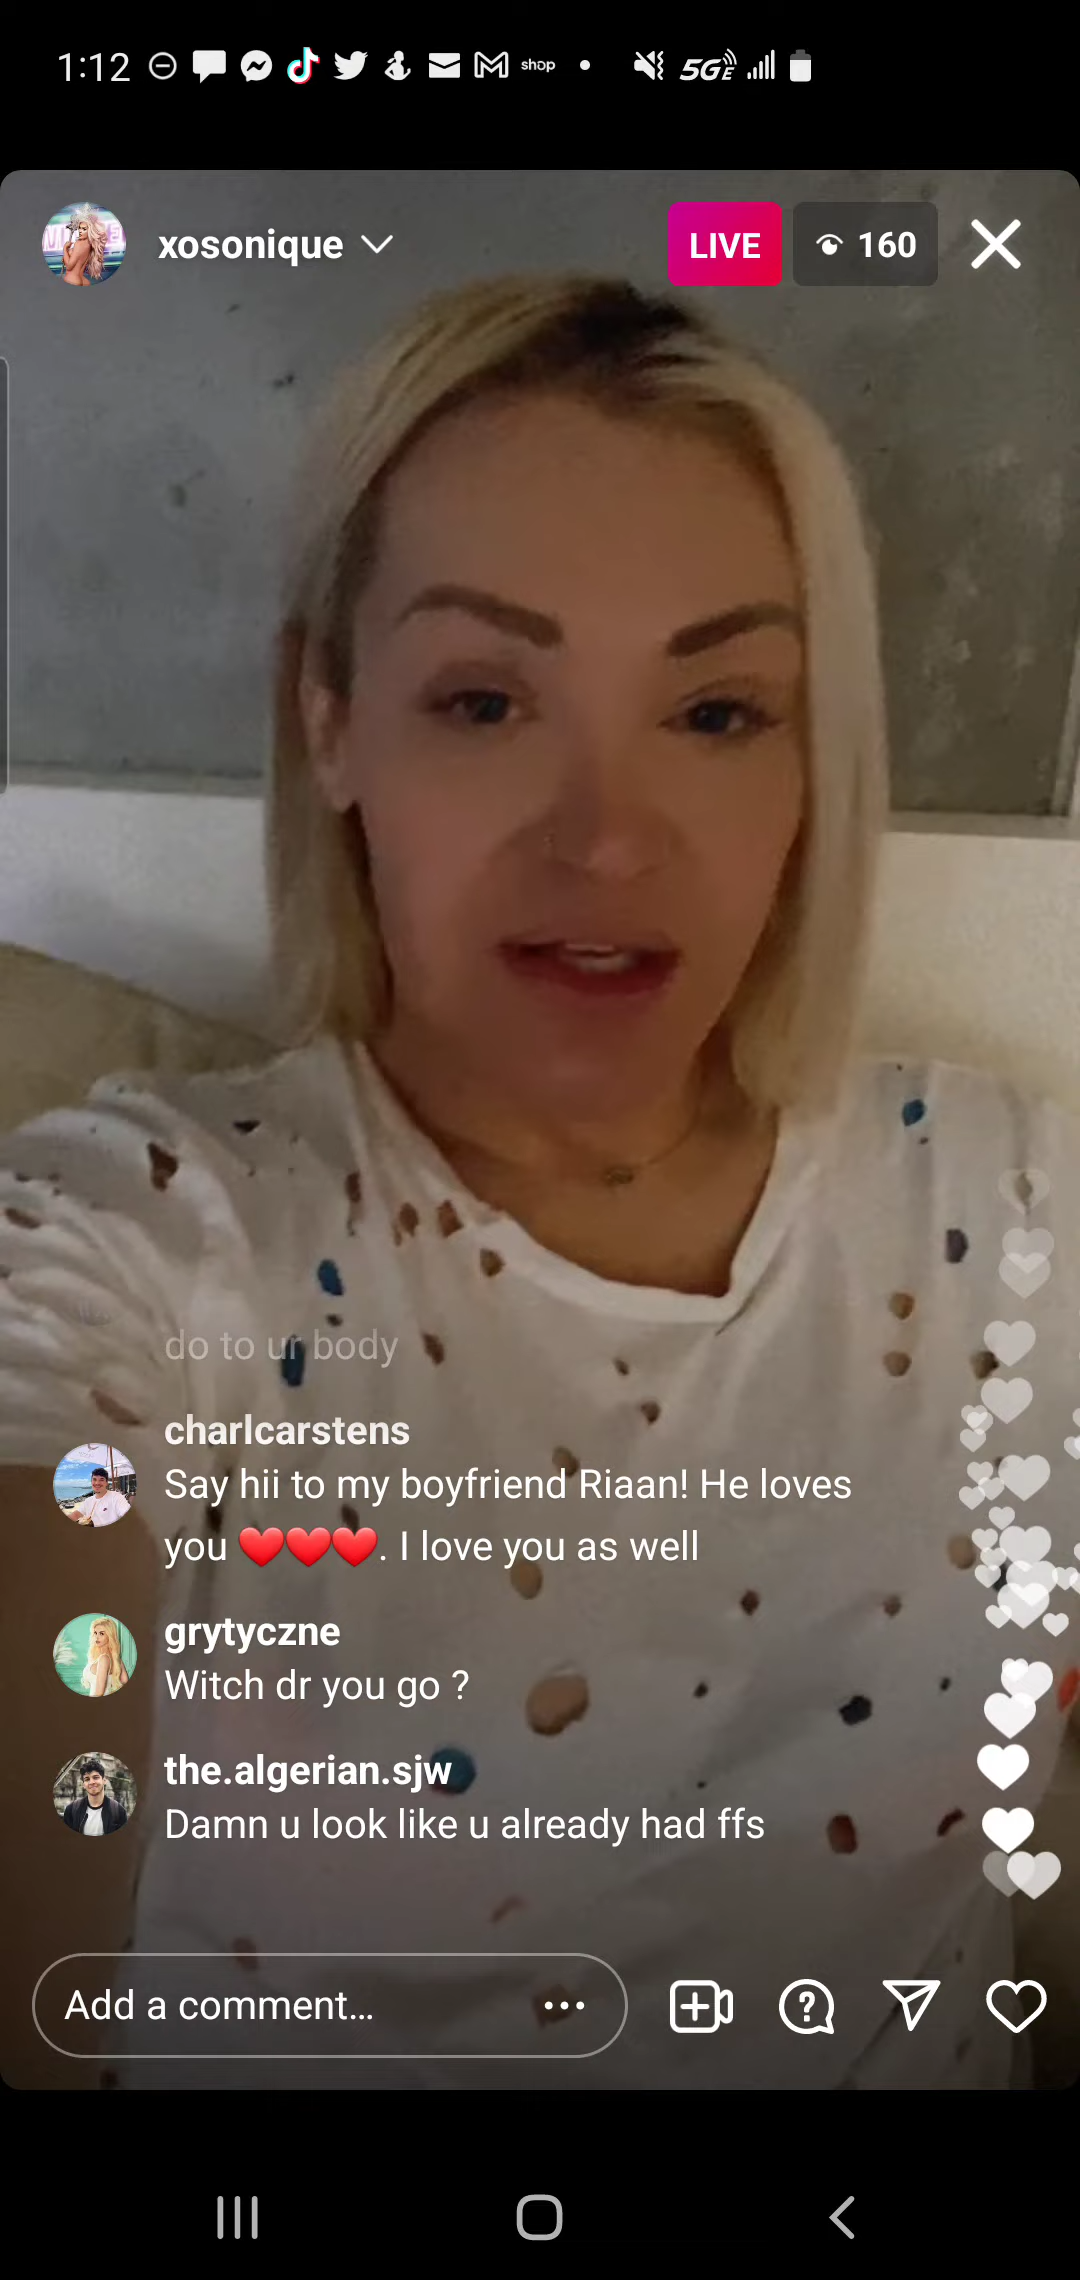 1:12
shop
5GE
xosonique
LIVE
160
do to ur body
charlcarstens
Say hii to my boyfriend Riaan! He loves
you ❤️❤️❤️. I love you as well
grytyczne
Witch dr you go ?
the.algerian.sjw
Damn u look like u already had ffs
Add a comment...